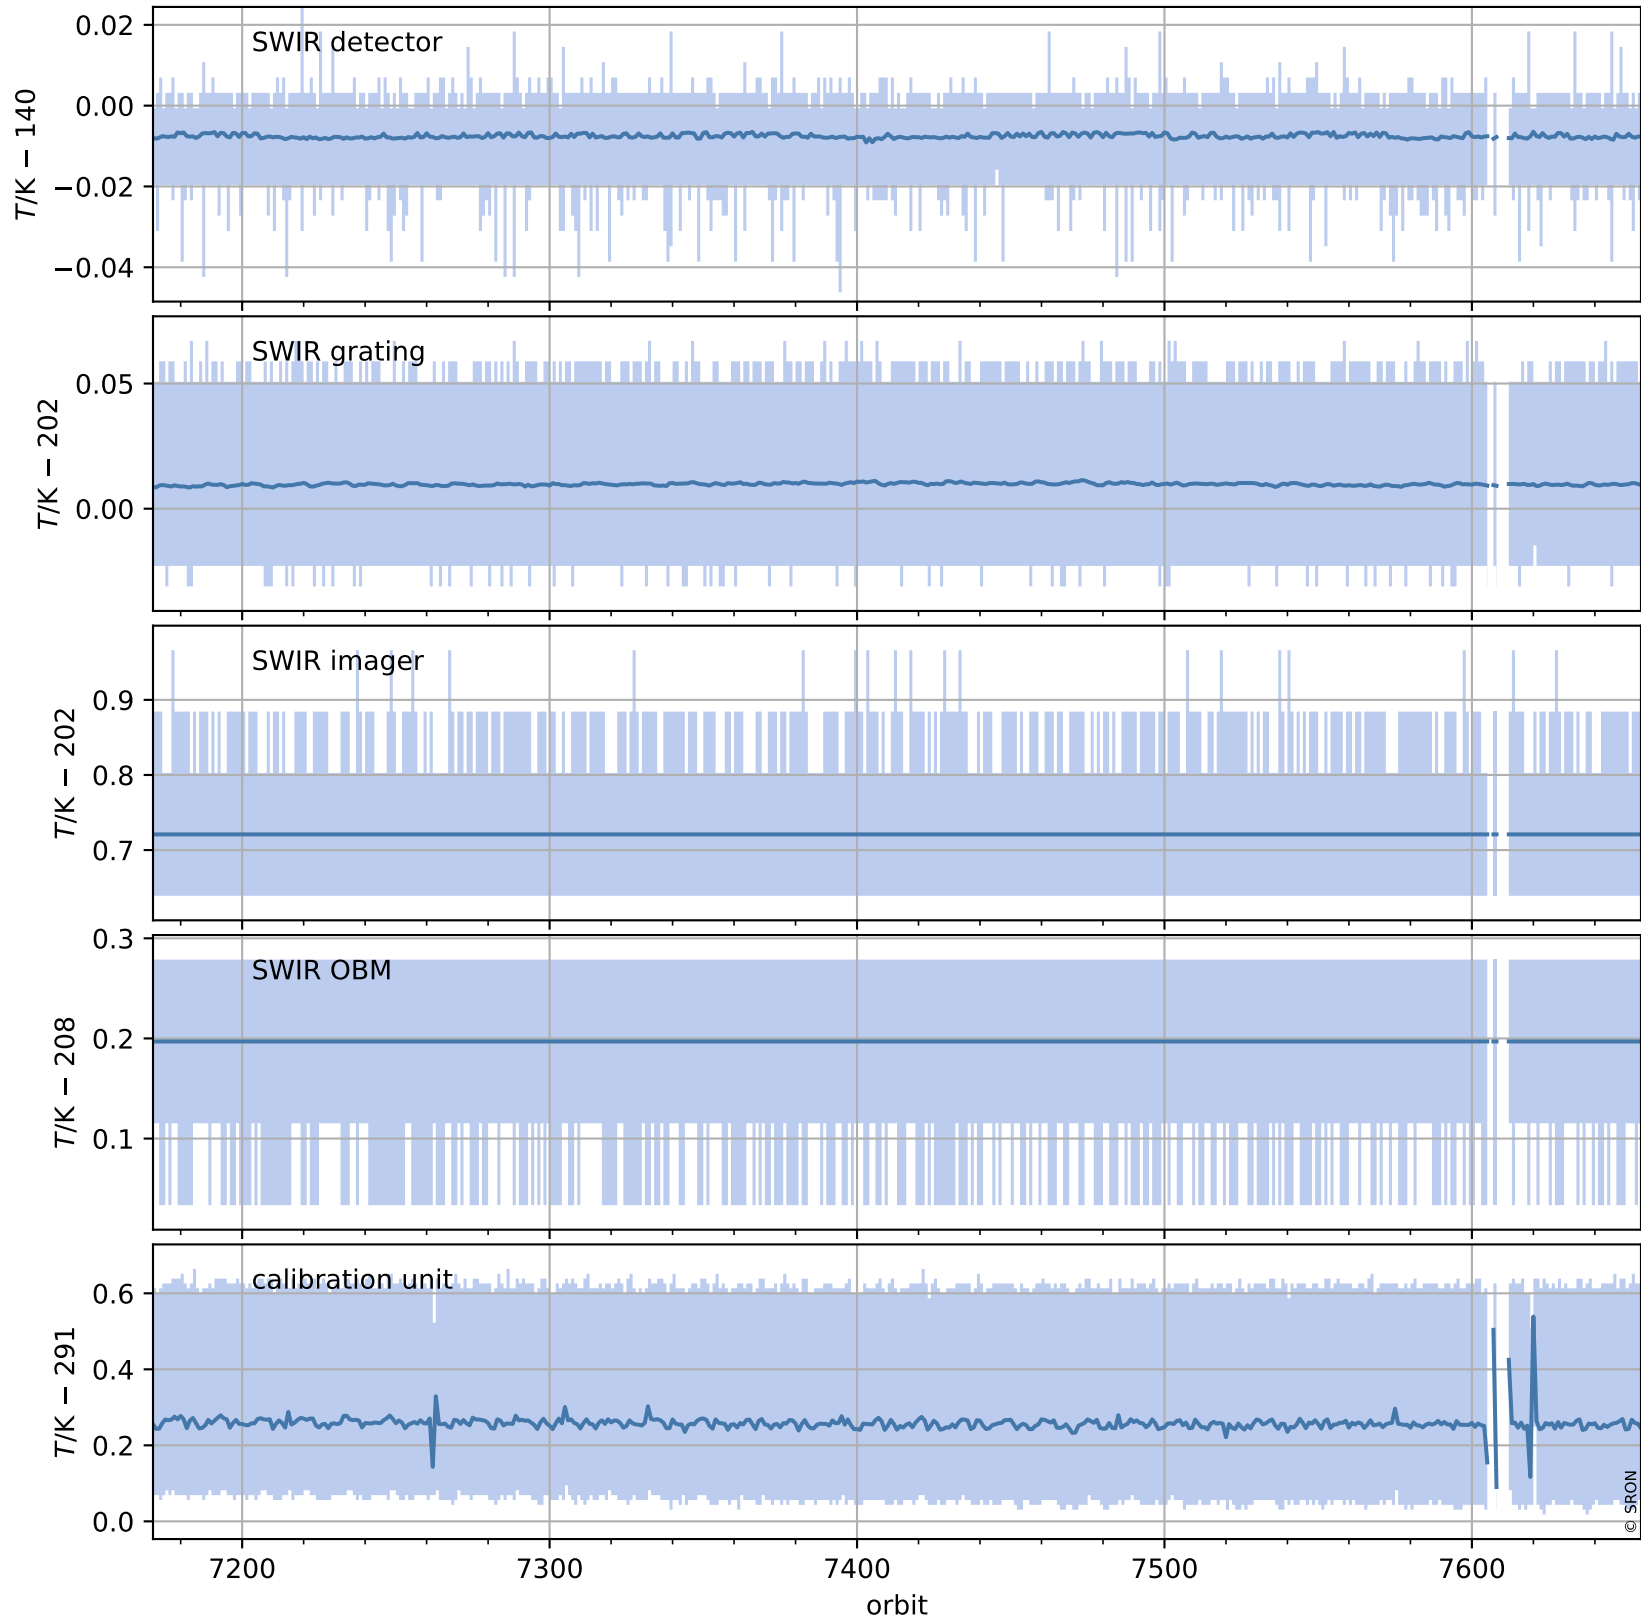 SWIR detector
0.02
0.00
−0.02
−0.04
T/K − 140
SWIR grating
0.05
0.00
T/K − 202
SWIR imager
0.9
0.8
0.7
T/K − 202
SWIR OBM
0.3
0.2
0.1
T/K − 208
calibration unit
0.6
0.4
0.2
0.0
T/K − 291
© SRON
7200 7300 7400 7500 7600
orbit